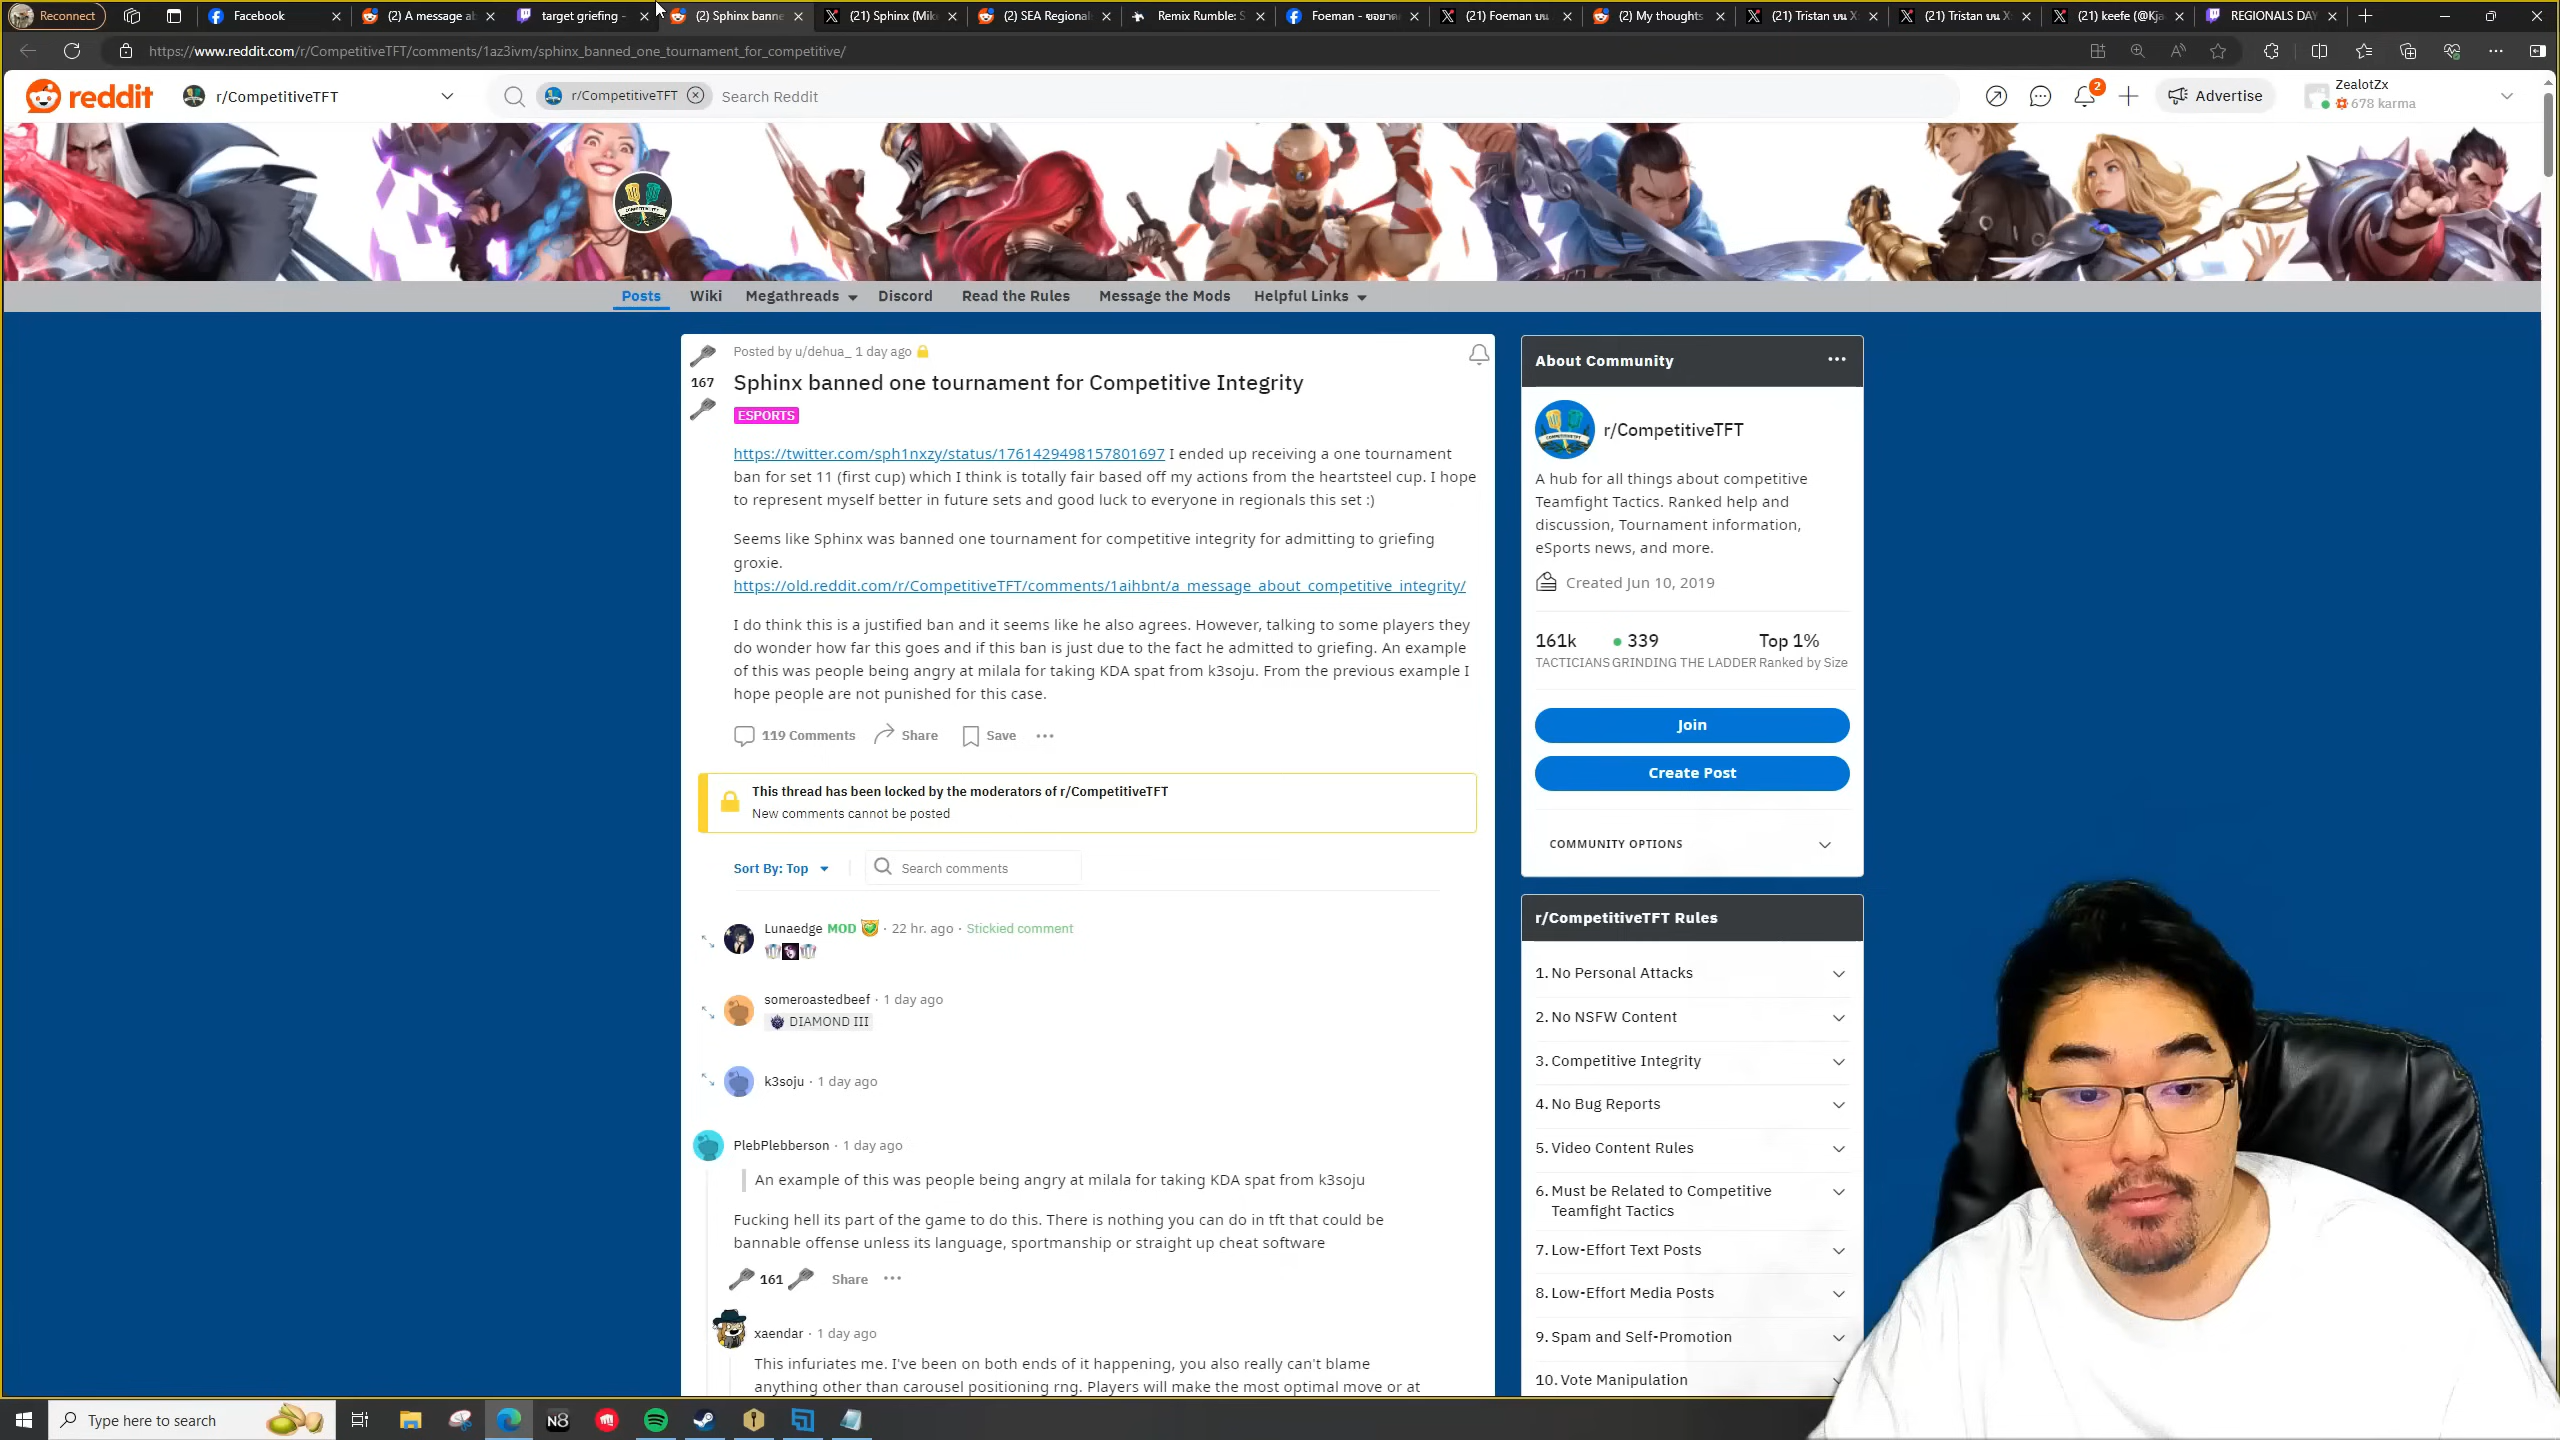 Reconnect
Facebook
(2) A message ab
target griefing -
(2) Sphinx banne
(21) Sphinx (Mik
(2) SEA Regional
Remix Rumble: S
Foeman - ขอยาด
(21) Foeman บน
(2) My thoughts
(21) Tristan บน X
(21) Tristan บน X
(21) keefe (@Kja
REGIONALS DAY
https://www.reddit.com/r/CompetitiveTFT/comments/1az3ivm/sphinx_banned_one_tournament_for_competitive/
reddit
r/CompetitiveTFT
r/CompetitiveTFT
Search Reddit
2
Advertise
ZealotZx
678 karma
Posts
Wiki
Megathreads
Discord
Read the Rules
Message the Mods
Helpful Links
Posted by u/dehua_ 1 day ago
167
Sphinx banned one tournament for Competitive Integrity
ESPORTS
https://twitter.com/sph1nxzy/status/1761429498157801697 I ended up receiving a one tournament
ban for set 11 (first cup) which I think is totally fair based off my actions from the heartsteel cup. I hope
to represent myself better in future sets and good luck to everyone in regionals this set :)
Seems like Sphinx was banned one tournament for competitive integrity for admitting to griefing
groxie.
https://old.reddit.com/r/CompetitiveTFT/comments/1aihbnt/a_message_about_competitive_integrity/
I do think this is a justified ban and it seems like he also agrees. However, talking to some players they
do wonder how far this goes and if this ban is just due to the fact he admitted to griefing. An example
of this was people being angry at milala for taking KDA spat from k3soju. From the previous example I
hope people are not punished for this case.
119 Comments
Share
Save
This thread has been locked by the moderators of r/CompetitiveTFT
New comments cannot be posted
Sort By: Top
Search comments
Lunaedge MOD · 22 hr. ago · Stickied comment
someroastedbeef · 1 day ago
DIAMOND III
k3soju · 1 day ago
PlebPlebberson · 1 day ago
An example of this was people being angry at milala for taking KDA spat from k3soju
Fucking hell its part of the game to do this. There is nothing you can do in tft that could be
bannable offense unless its language, sportmanship or straight up cheat software
161
Share
xaendar · 1 day ago
This infuriates me. I've been on both ends of it happening, you also really can't blame
anything other than carousel positioning rng. Players will make the most optimal move or at
About Community
r/CompetitiveTFT
A hub for all things about competitive
Teamfight Tactics. Ranked help and
discussion, Tournament information,
eSports news, and more.
Created Jun 10, 2019
161k
339
Top 1%
TACTICIANS
GRINDING THE LADDER
Ranked by Size
Join
Create Post
COMMUNITY OPTIONS
r/CompetitiveTFT Rules
1. No Personal Attacks
2. No NSFW Content
3. Competitive Integrity
4. No Bug Reports
5. Video Content Rules
6. Must be Related to Competitive
Teamfight Tactics
7. Low-Effort Text Posts
8. Low-Effort Media Posts
9. Spam and Self-Promotion
10. Vote Manipulation
Type here to search
N8